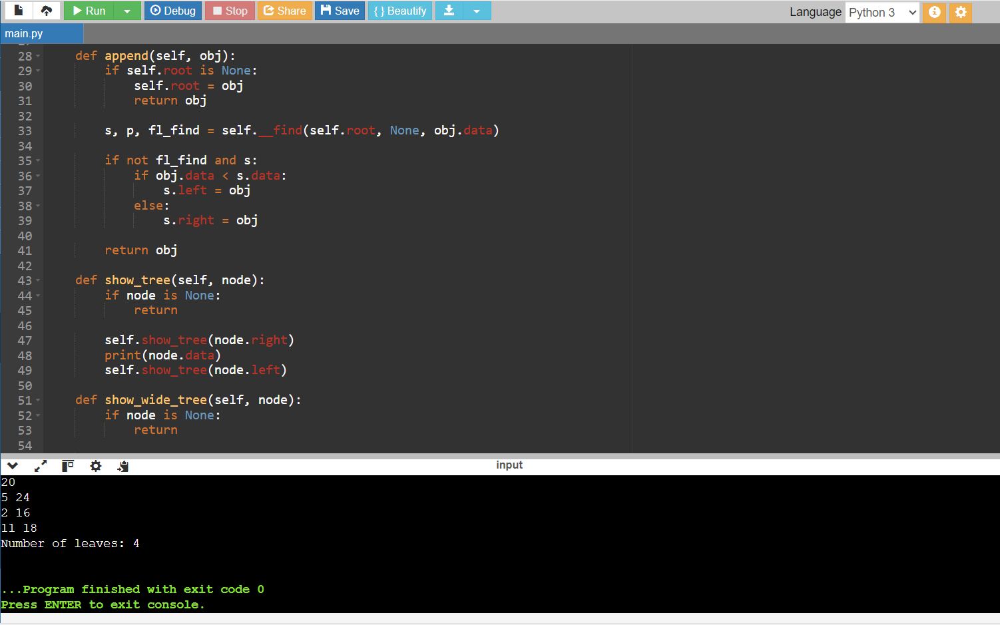 Run Debug Stop Share Save { } Beautify Language Python 3
main.py
28 def append(self, obj):
29 if self.root is None:
30 self.root = obj
31 return obj
32
33 s, p, fl_find = self.__find(self.root, None, obj.data)
34
35 if not fl_find and s:
36 if obj.data < s.data:
37 s.left = obj
38 else:
39 s.right = obj
40
41 return obj
42
43 def show_tree(self, node):
44 if node is None:
45 return
46
47 self.show_tree(node.right)
48 print(node.data)
49 self.show_tree(node.left)
50
51 def show_wide_tree(self, node):
52 if node is None:
53 return
54
input
20
5 24
2 16
11 18
Number of leaves: 4
...Program finished with exit code 0
Press ENTER to exit console.